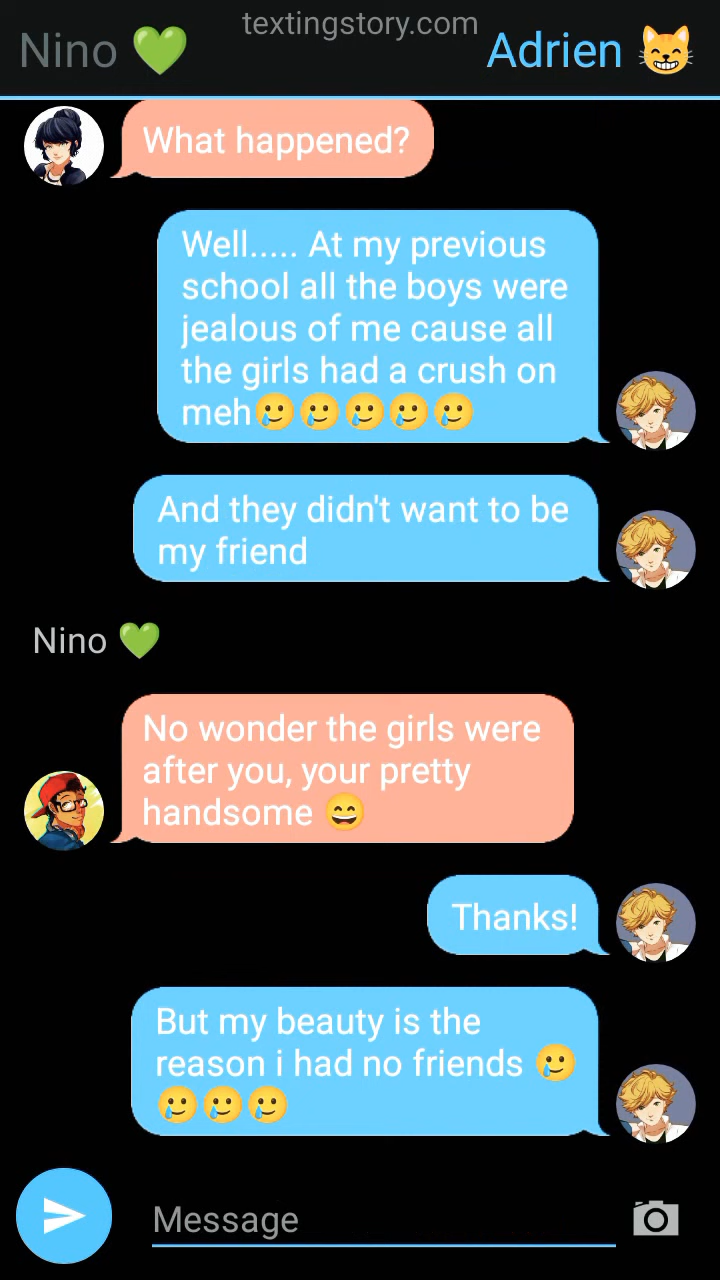 textingstory.com
Nino 💚 Adrien 😸
What happened?
Well..... At my previous
school all the boys were
jealous of me cause all
the girls had a crush on
meh🥲🥲🥲🥲🥲
And they didn't want to be
my friend
Nino 💚
No wonder the girls were
after you, your pretty
handsome 😄
Thanks!
But my beauty is the
reason i had no friends 🥲
🥲🥲🥲
Message